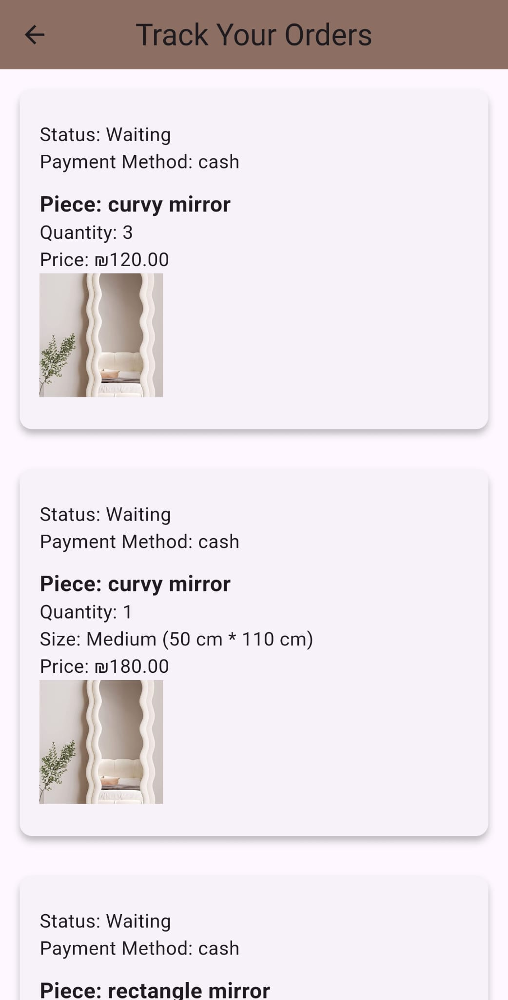 Track Your Orders
Status: Waiting
Payment Method: cash
Piece: curvy mirror
Quantity: 3
Price: ₪120.00
Status: Waiting
Payment Method: cash
Piece: curvy mirror
Quantity: 1
Size: Medium (50 cm * 110 cm)
Price: ₪180.00
Status: Waiting
Payment Method: cash
Piece: rectangle mirror